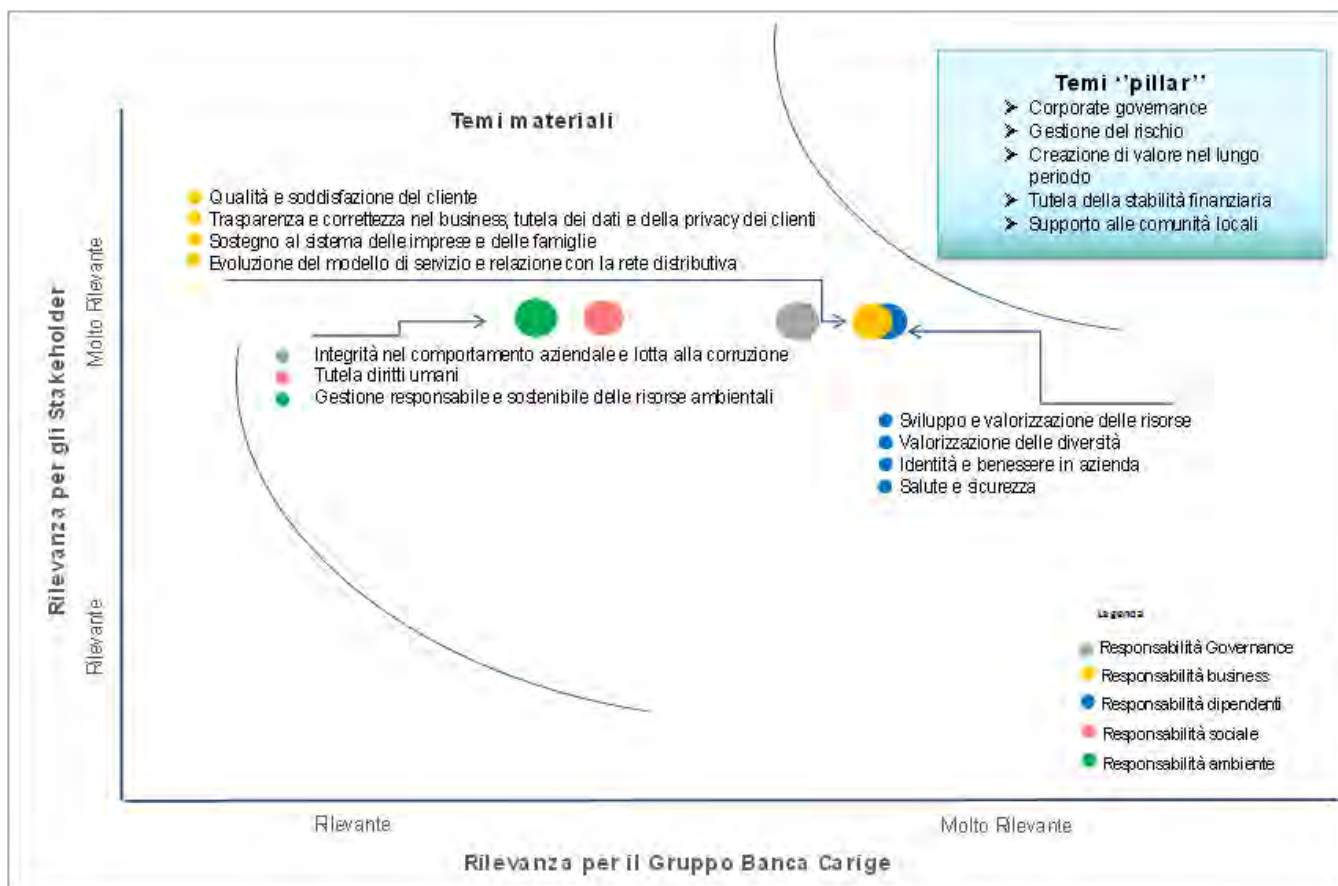 Temi "pillar"
➤ Corporate governance
➤ Gestione del rischio
➤ Creazione di valore nel lungo
periodo
➤ Tutela della stabilità finanziaria
➤ Supporto alle comunità locali
Temi materiali
Qualità e soddisfazione del cliente
Trasparenza e correttezza nel business, tutela dei dati e della privacy dei clienti
Sostegno al sistema delle imprese e delle famiglie
Evoluzione del modello di servizio e relazione con la rete distributiva
Integrità nel comportamento aziendale e lotta alla corruzione
Tutela diritti umani
Gestione responsabile e sostenibile delle risorse ambientali
Sviluppo e valorizzazione delle risorse
Valorizzazione delle diversità
Identità e benessere in azienda
Salute e sicurezza
Rilevanza per gli Stakeholder
Molto Rilevante
Rilevante
Legenda
Responsabilità Governance
Responsabilità business
Responsabilità dipendenti
Responsabilità sociale
Responsabilità ambiente
Rilevante
Molto Rilevante
Rilevanza per il Gruppo Banca Carige